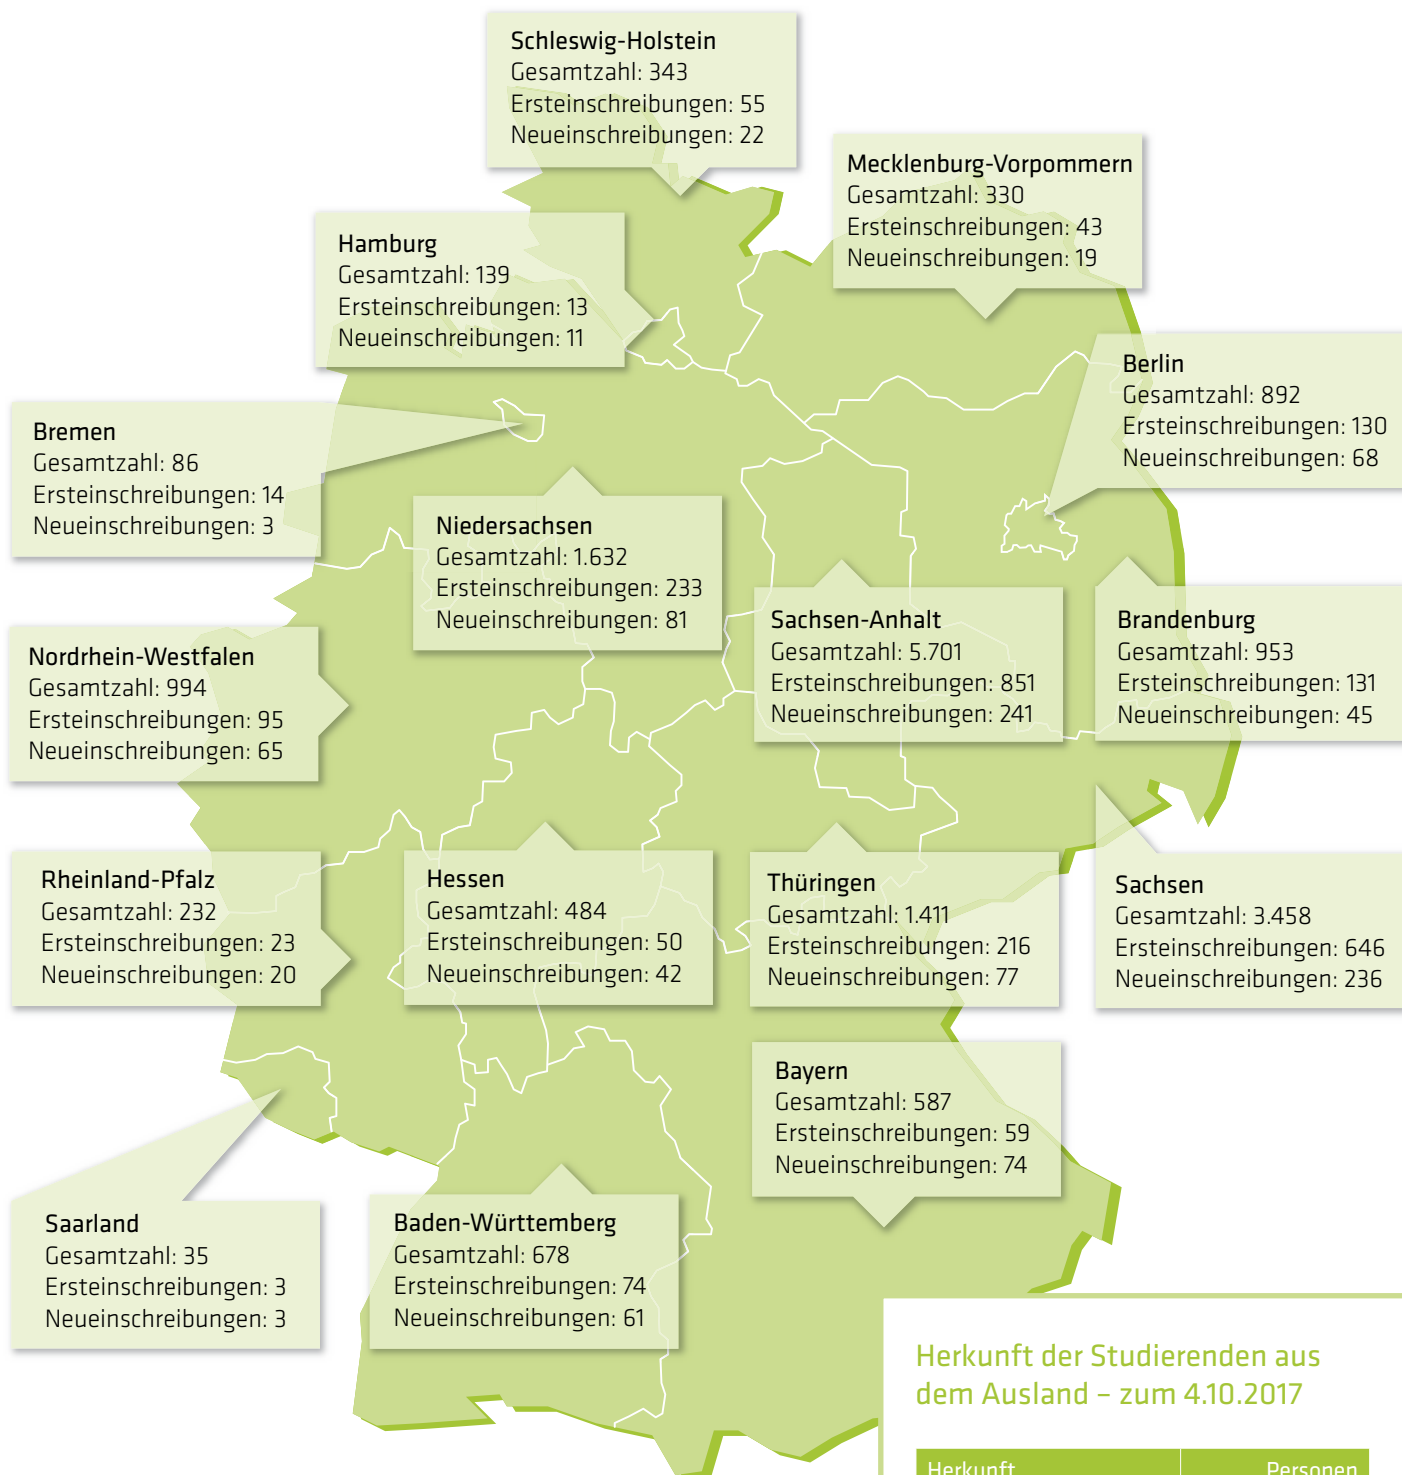 Schleswig-Holstein
Gesamtzahl: 343
Ersteinschreibungen: 55
Neueinschreibungen: 22
Mecklenburg-Vorpommern
Gesamtzahl: 330
Ersteinschreibungen: 43
Neueinschreibungen: 19
Hamburg
Gesamtzahl: 139
Ersteinschreibungen: 13
Neueinschreibungen: 11
Berlin
Gesamtzahl: 892
Ersteinschreibungen: 130
Neueinschreibungen: 68
Bremen
Gesamtzahl: 86
Ersteinschreibungen: 14
Neueinschreibungen: 3
Niedersachsen
Gesamtzahl: 1.632
Ersteinschreibungen: 233
Neueinschreibungen: 81
Sachsen-Anhalt
Gesamtzahl: 5.701
Ersteinschreibungen: 851
Neueinschreibungen: 241
Brandenburg
Gesamtzahl: 953
Ersteinschreibungen: 131
Neueinschreibungen: 45
Nordrhein-Westfalen
Gesamtzahl: 994
Ersteinschreibungen: 95
Neueinschreibungen: 65
Rheinland-Pfalz
Gesamtzahl: 232
Ersteinschreibungen: 23
Neueinschreibungen: 20
Hessen
Gesamtzahl: 484
Ersteinschreibungen: 50
Neueinschreibungen: 42
Thüringen
Gesamtzahl: 1.411
Ersteinschreibungen: 216
Neueinschreibungen: 77
Sachsen
Gesamtzahl: 3.458
Ersteinschreibungen: 646
Neueinschreibungen: 236
Bayern
Gesamtzahl: 587
Ersteinschreibungen: 59
Neueinschreibungen: 74
Saarland
Gesamtzahl: 35
Ersteinschreibungen: 3
Neueinschreibungen: 3
Baden-Württemberg
Gesamtzahl: 678
Ersteinschreibungen: 74
Neueinschreibungen: 61
Herkunft der Studierenden aus
dem Ausland – zum 4.10.2017
Herkunft Personen